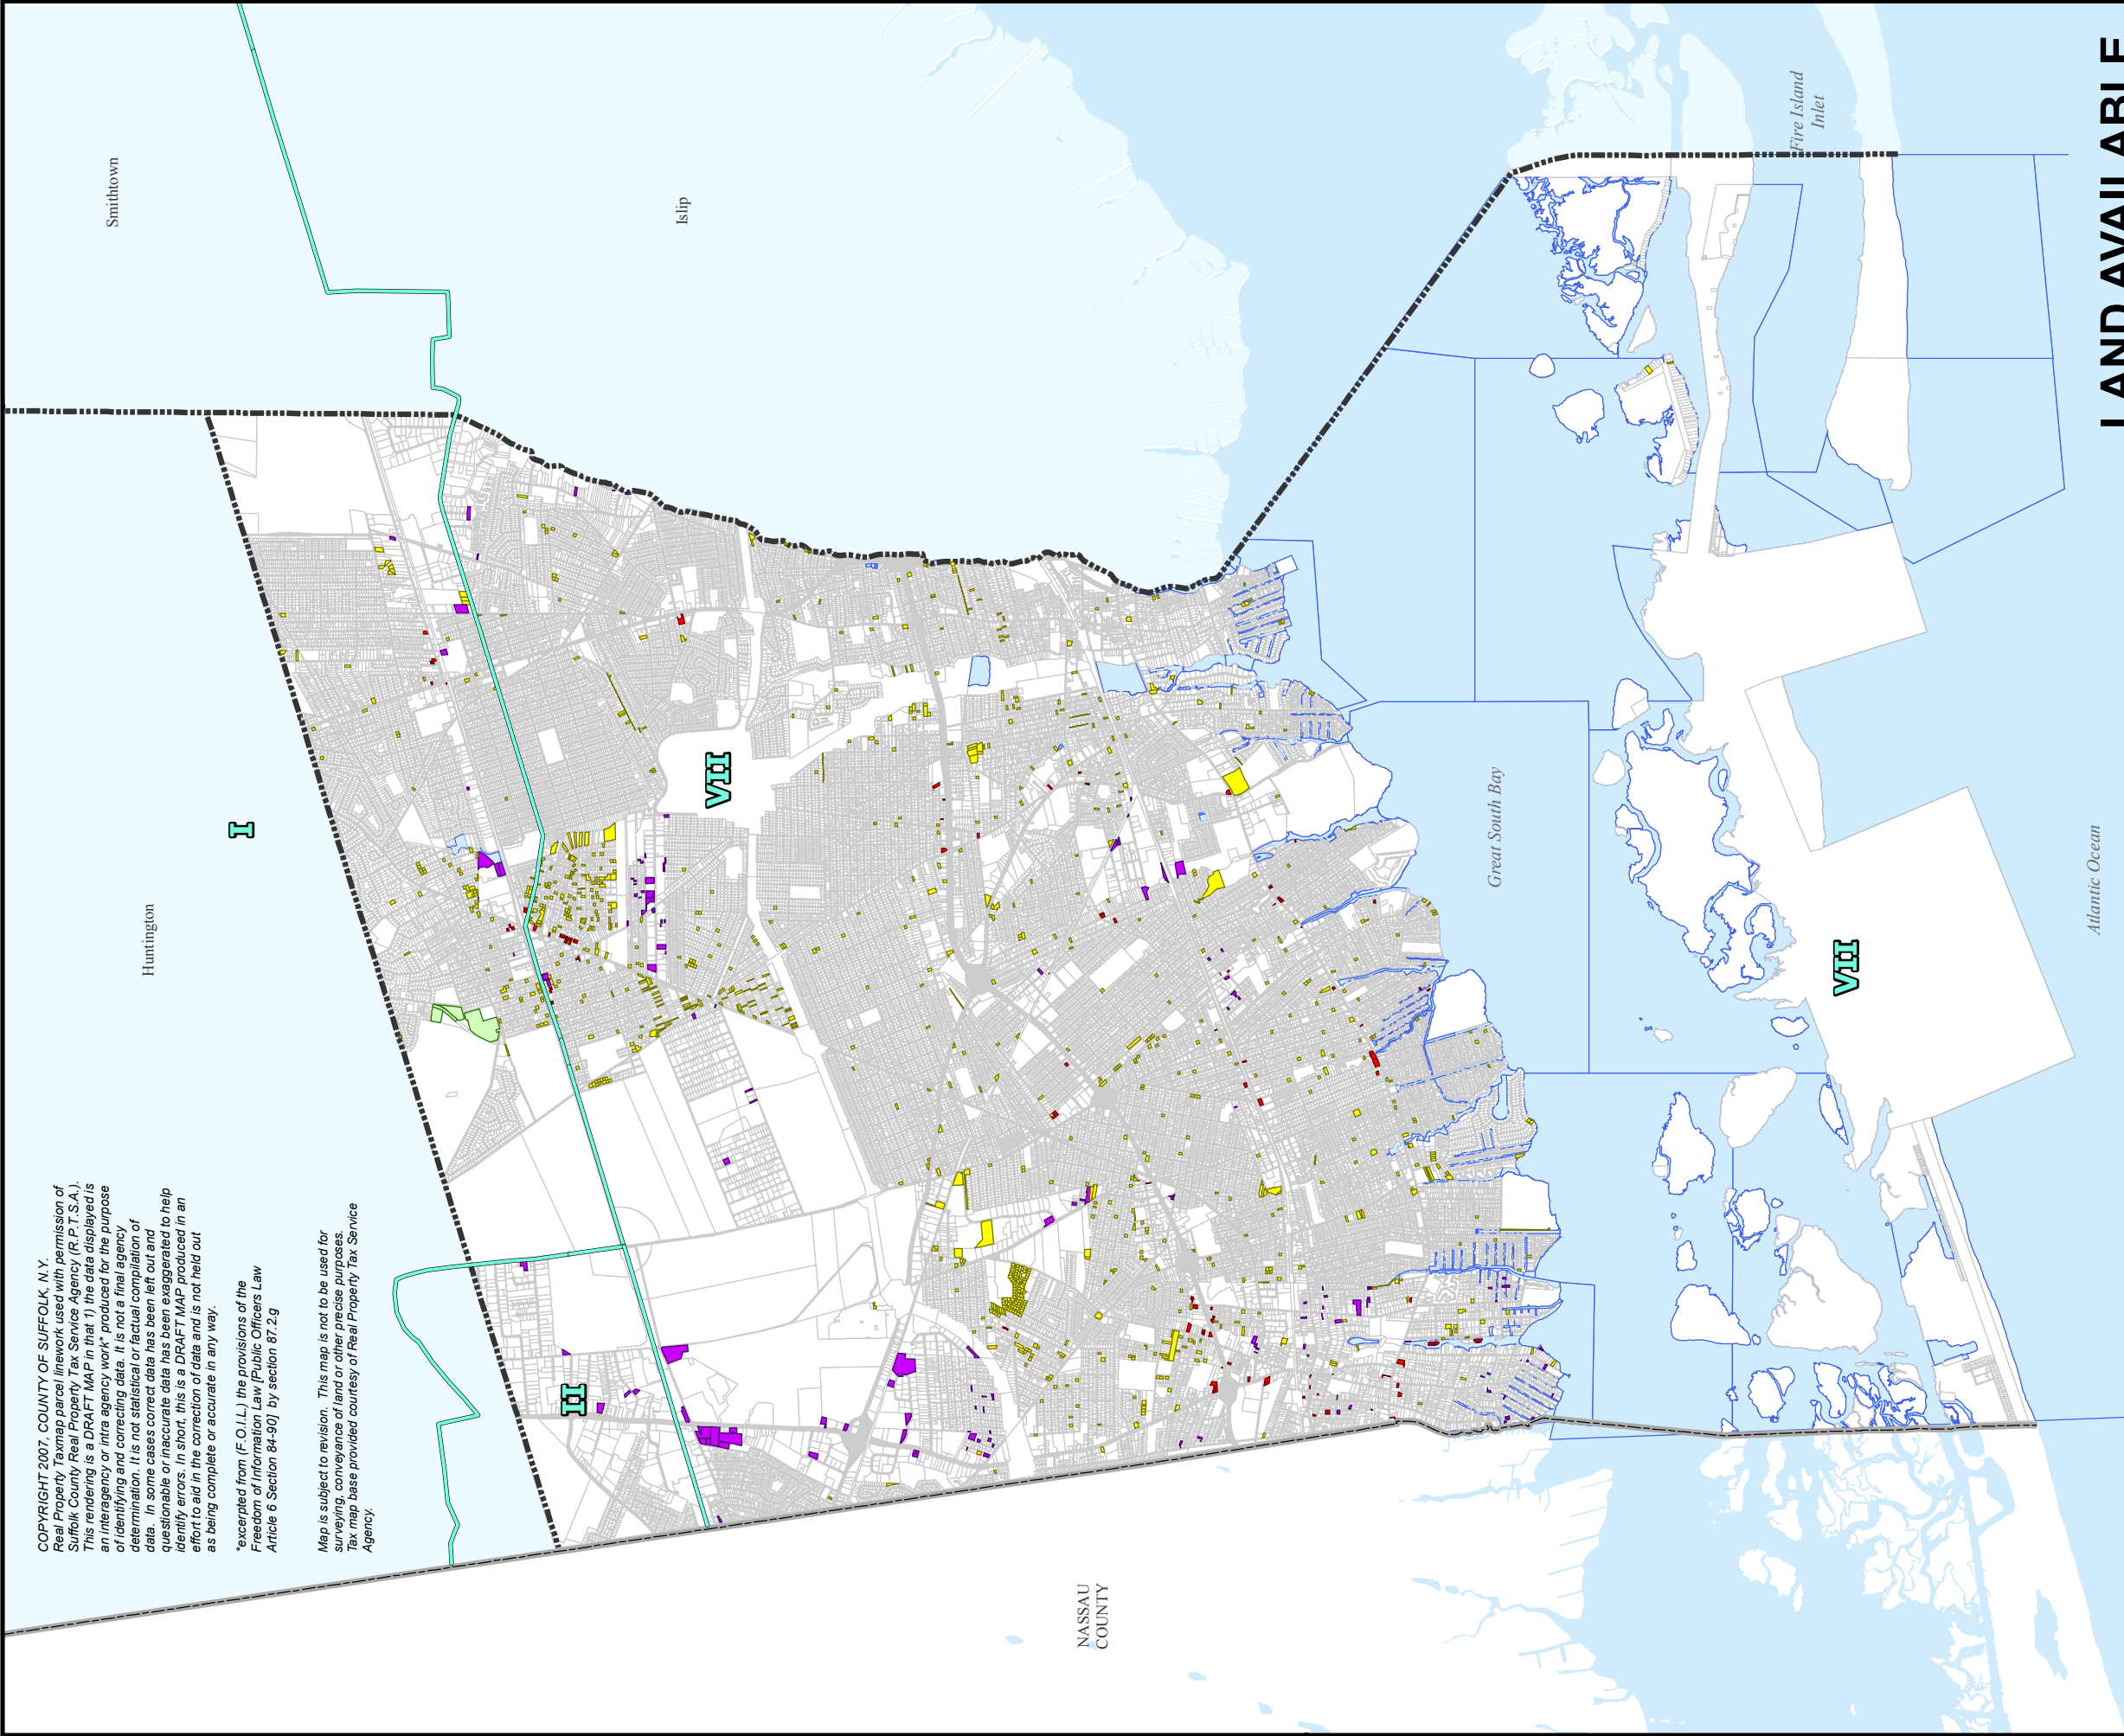 COPYRIGHT 2007, COUNTY OF SUFFOLK, N.Y.
Real Property Taxmap parcel linework used with permission of
Suffolk County Real Property Tax Service Agency (R.P.T.S.A.).
This rendering is a DRAFT MAP in that 1) the data displayed is
an interagency or intra agency work* produced for the purpose
of identifying and correcting data. It is not a final agency
determination. It is not statistical or factual compilation of
data. In some cases correct data has been left out and
questionable or inaccurate data has been exaggerated to help
identify errors. In short, this is a DRAFT MAP produced in an
effort to aid in the correction of data and is not held out
as being complete or accurate in any way.
*excerpted from (F.O.I.L.) the provisions of the
Freedom of Information Law [Public Officers Law
Article 6 Section 84-90] by section 87.2.g
Map is subject to revision. This map is not to be used for
surveying, conveyance of land or other precise purposes.
Tax map base provided courtesy of Real Property Tax Service
Agency.
Huntington
Smithtown
I
Islip
II
VII
NASSAU
COUNTY
Great South Bay
Fire Island
Inlet
VII
Atlantic Ocean
LAND AVAILABLE